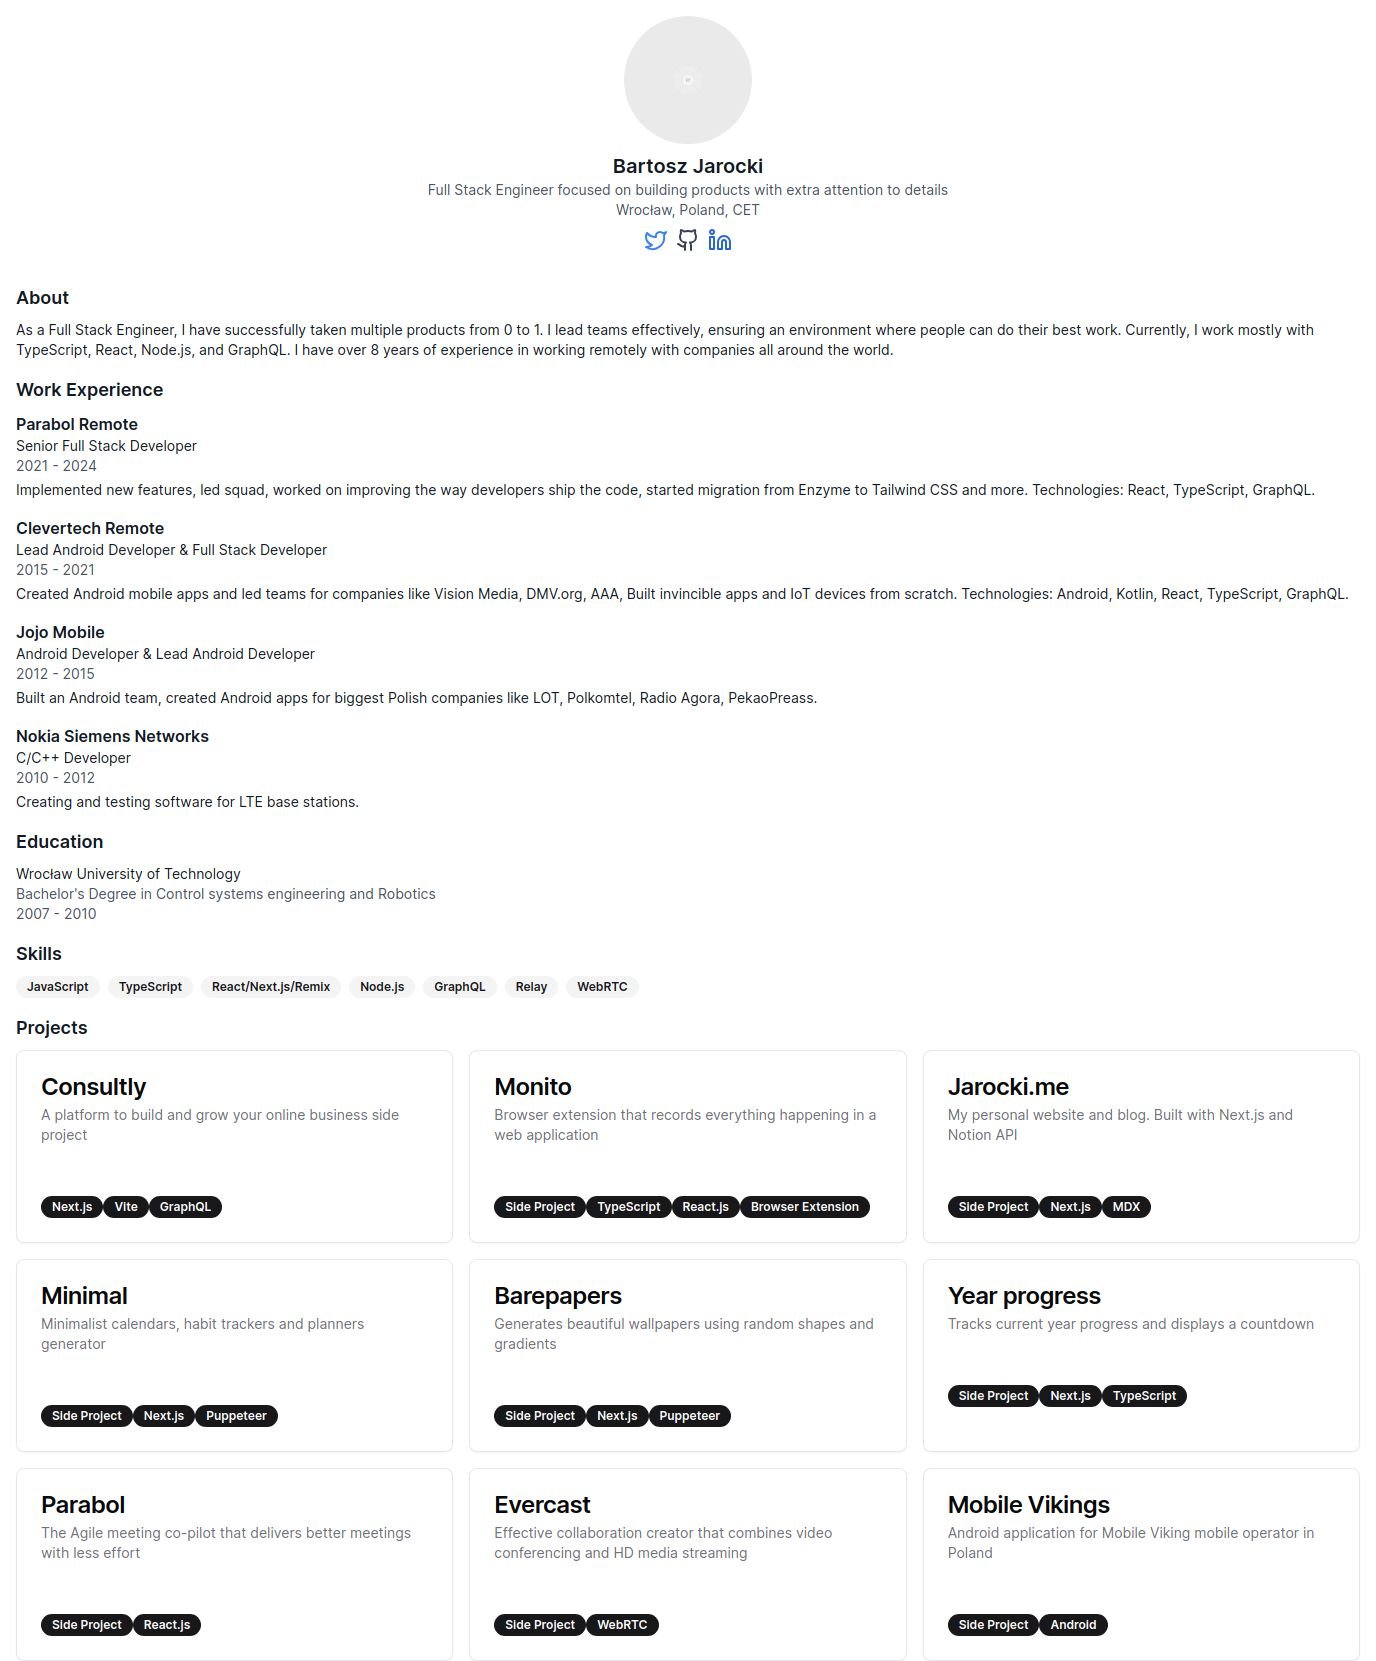 Bartosz Jarocki
Full Stack Engineer focused on building products with extra attention to details
Wrocław, Poland, CET
About
As a Full Stack Engineer, I have successfully taken multiple products from 0 to 1. I lead teams effectively, ensuring an environment where people can do their best work. Currently, I work mostly with
TypeScript, React, Node.js, and GraphQL. I have over 8 years of experience in working remotely with companies all around the world.
Work Experience
Parabol Remote
Senior Full Stack Developer
2021 - 2024
Implemented new features, led squad, worked on improving the way developers ship the code, started migration from Enzyme to Tailwind CSS and more. Technologies: React, TypeScript, GraphQL.
Clevertech Remote
Lead Android Developer & Full Stack Developer
2015 - 2021
Created Android mobile apps and led teams for companies like Vision Media, DMV.org, AAA, Built invincible apps and IoT devices from scratch. Technologies: Android, Kotlin, React, TypeScript, GraphQL.
Jojo Mobile
Android Developer & Lead Android Developer
2012 - 2015
Built an Android team, created Android apps for biggest Polish companies like LOT, Polkomtel, Radio Agora, PekaoPreass.
Nokia Siemens Networks
C/C++ Developer
2010 - 2012
Creating and testing software for LTE base stations.
Education
Wrocław University of Technology
Bachelor's Degree in Control systems engineering and Robotics
2007 - 2010
Skills
JavaScript TypeScript React/Next.js/Remix Node.js GraphQL Relay WebRTC
Projects
Consultly
A platform to build and grow your online business side
project
Next.js Vite GraphQL
Monito
Browser extension that records everything happening in a
web application
Side Project TypeScript React.js Browser Extension
Jarocki.me
My personal website and blog. Built with Next.js and
Notion API
Side Project Next.js MDX
Minimal
Minimalist calendars, habit trackers and planners
generator
Side Project Next.js Puppeteer
Barepapers
Generates beautiful wallpapers using random shapes and
gradients
Side Project Next.js Puppeteer
Year progress
Tracks current year progress and displays a countdown
Side Project Next.js TypeScript
Parabol
The Agile meeting co-pilot that delivers better meetings
with less effort
Side Project React.js
Evercast
Effective collaboration creator that combines video
conferencing and HD media streaming
Side Project WebRTC
Mobile Vikings
Android application for Mobile Viking mobile operator in
Poland
Side Project Android